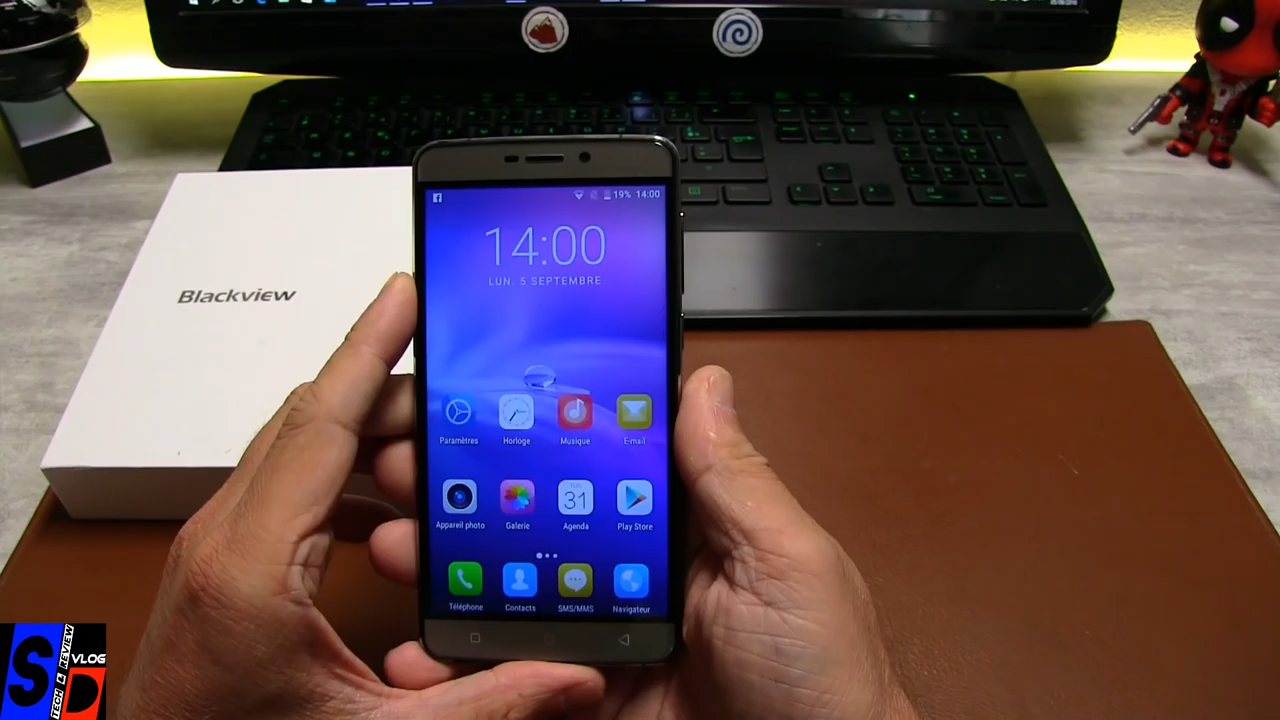 Blackview
19% 14:00
14:00
LUN. 5 SEPTEMBRE
Paramètres Horloge Musique E-mail
31
Appareil photo Galerie Agenda Play Store
Téléphone Contacts SMS/MMS Navigateur
SD
TECH & REVIEW
VLOG